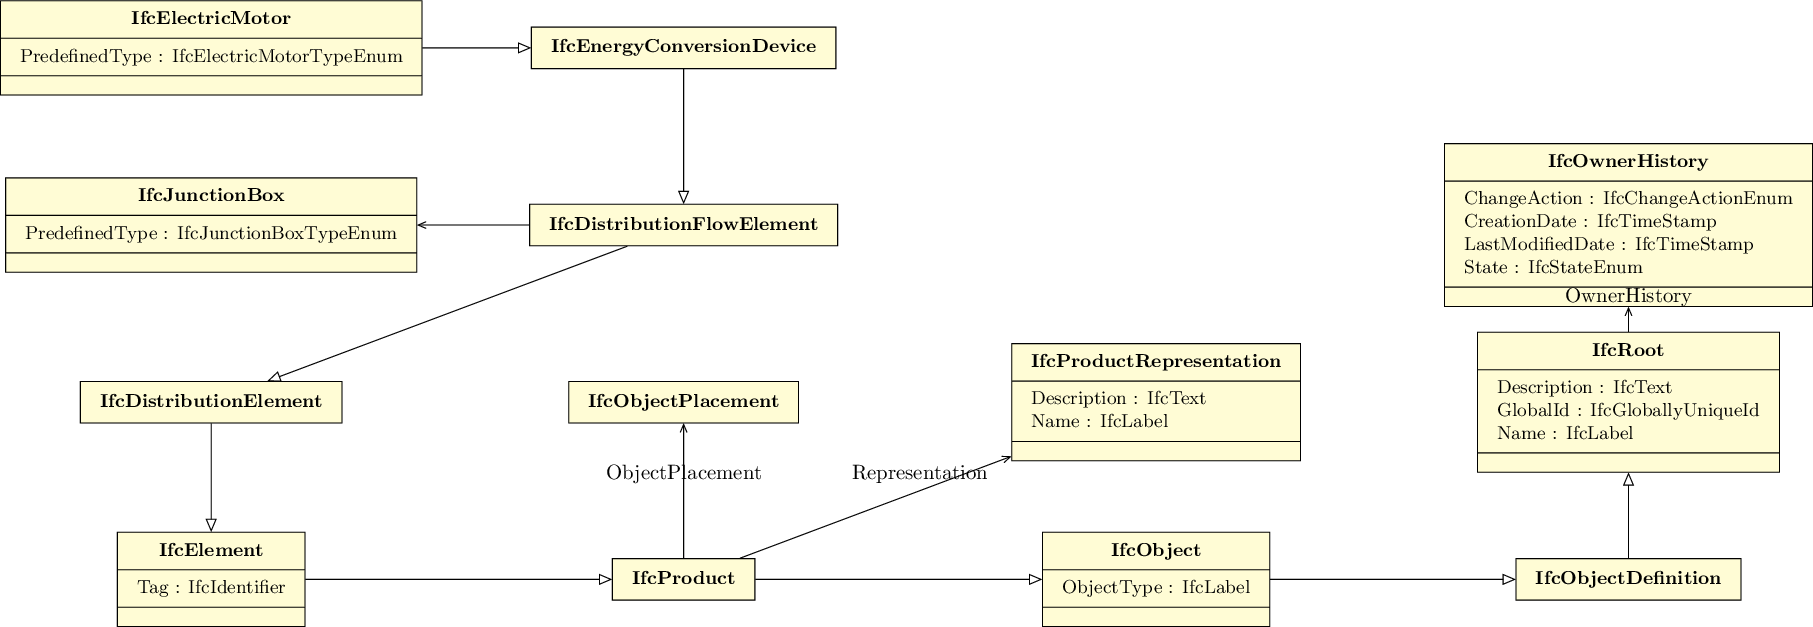 IfcElectricMotor
PredefinedType : IfcElectricMotorTypeEnum
IfcEnergyConversionDevice
IfcOwnerHistory
ChangeAction : IfcChangeActionEnum
CreationDate : IfcTimeStamp
LastModifiedDate : IfcTimeStamp
State : IfcStateEnum
OwnerHistory
IfcJunctionBox
PredefinedType : IfcJunctionBoxTypeEnum
IfcDistributionFlowElement
IfcRoot
Description : IfcText
GlobalId : IfcGloballyUniqueId
Name : IfcLabel
IfcProductRepresentation
Description : IfcText
Name : IfcLabel
IfcDistributionElement
IfcObjectPlacement
ObjectPlacement
Representation
IfcElement
Tag : IfcIdentifier
IfcProduct
IfcObject
ObjectType : IfcLabel
IfcObjectDefinition